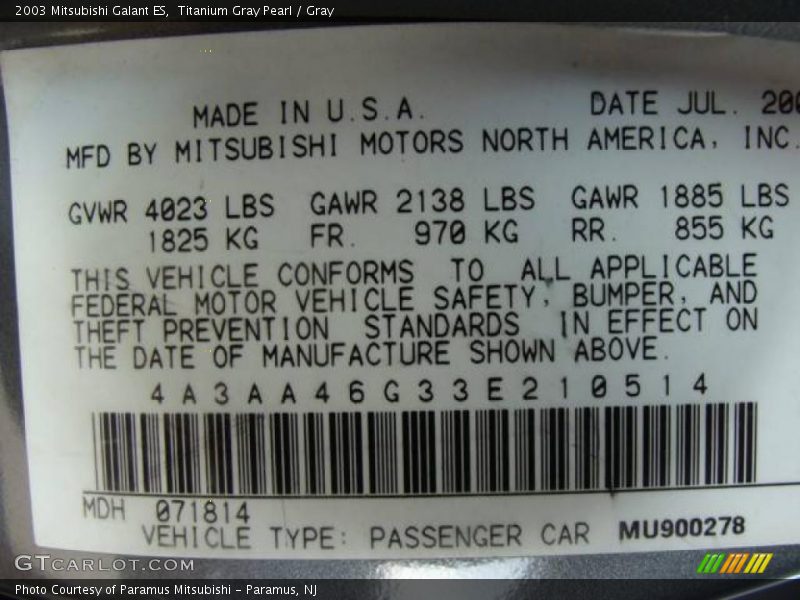 2003 Mitsubishi Galant ES, Titanium Gray Pearl / Gray
MADE IN U.S.A. DATE JUL. 200
MFD BY MITSUBISHI MOTORS NORTH AMERICA, INC.
GVWR 4023 LBS GAWR 2138 LBS GAWR 1885 LBS
1825 KG FR. 970 KG RR. 855 KG
THIS VEHICLE CONFORMS TO ALL APPLICABLE
FEDERAL MOTOR VEHICLE SAFETY, BUMPER, AND
THEFT PREVENTION STANDARDS IN EFFECT ON
THE DATE OF MANUFACTURE SHOWN ABOVE.
4A3AA46G33E210514
MDH 071814
VEHICLE TYPE: PASSENGER CAR MU900278
GTCARLOT.COM
Photo Courtesy of Paramus Mitsubishi - Paramus, NJ